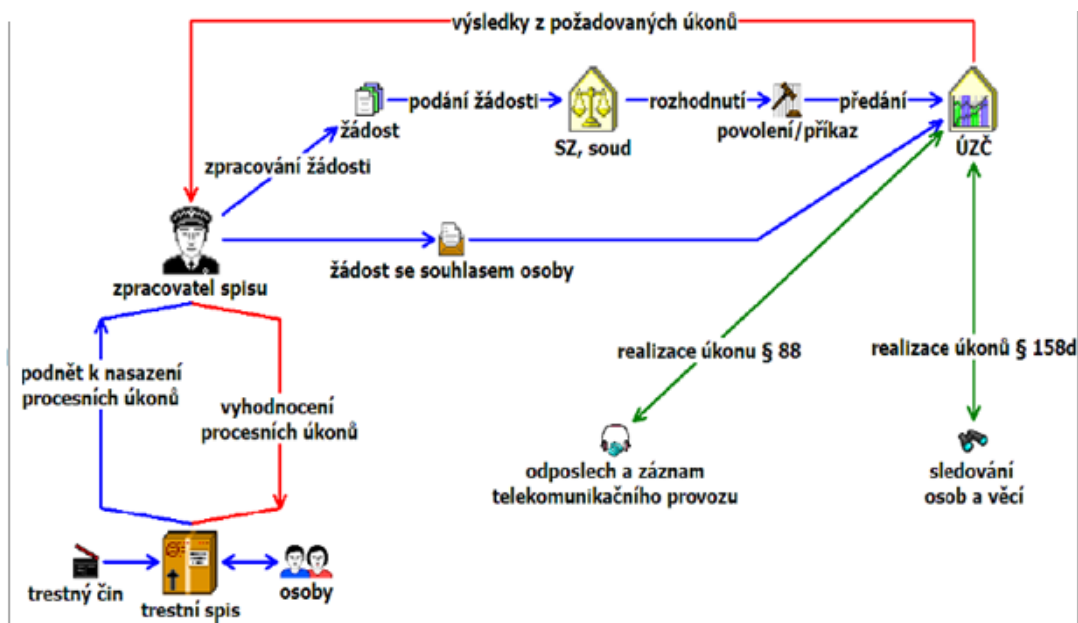 výsledky z požadovaných úkonů
podání žádosti
rozhodnutí
předání
žádost
SZ, soud
povolení/příkaz
ÚZČ
zpracování žádosti
žádost se souhlasem osoby
zpracovatel spisu
podnět k nasazení
procesních úkonů
vyhodnocení
procesních úkonů
realizace úkonu § 88
realizace úkonů § 158d
odposlech a záznam
telekomunikačního provozu
sledování
osob a věcí
trestný čin
trestní spis
osoby